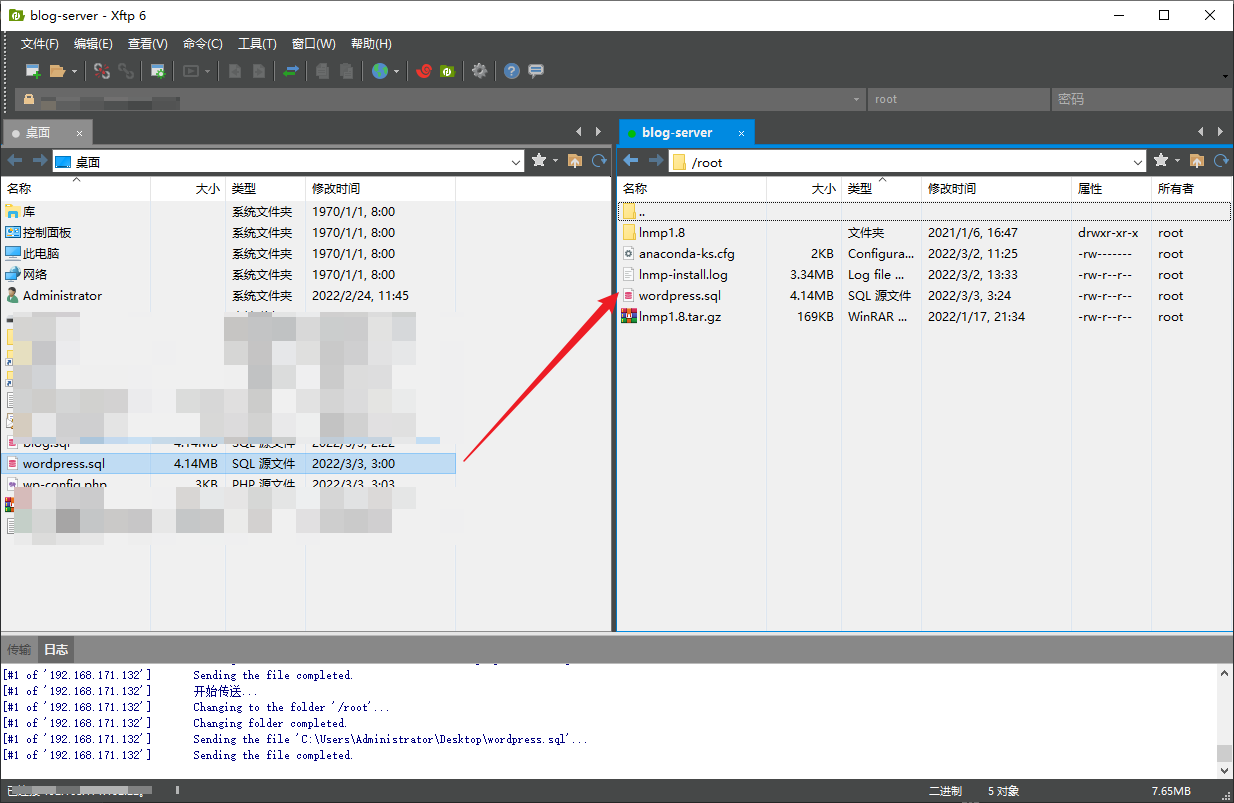 blog-server - Xftp 6
文件(F) 编辑(E) 查看(V) 命令(C) 工具(T) 窗口(W) 帮助(H)
root 密码
桌面 × blog-server ×
桌面 /root
名称 大小 类型 修改时间 名称 大小 类型 修改时间 属性 所有者
库 系统文件夹 1970/1/1, 8:00 ..
控制面板 系统文件夹 1970/1/1, 8:00 lnmp1.8 文件夹 2021/1/6, 16:47 drwxr-xr-x root
此电脑 系统文件夹 1970/1/1, 8:00 anaconda-ks.cfg 2KB Configura... 2022/3/2, 11:25 -rw------- root
网络 系统文件夹 1970/1/1, 8:00 lnmp-install.log 3.34MB Log file ... 2022/3/2, 13:33 -rw-r--r-- root
Administrator 系统文件夹 2022/2/24, 11:45 wordpress.sql 4.14MB SQL 源文件 2022/3/3, 3:24 -rw-r--r-- root
lnmp1.8.tar.gz 169KB WinRAR ... 2022/1/17, 21:34 -rw-r--r-- root
blog.sql 4.14MB SQL 源文件 2022/3/3, 2:22
wordpress.sql 4.14MB SQL 源文件 2022/3/3, 3:00
wp-config.php 3KB PHP 源文件 2022/3/3, 3:03
传输 日志
[#1 of '192.168.171.132'] Sending the file completed.
[#1 of '192.168.171.132'] 开始传送...
[#1 of '192.168.171.132'] Changing to the folder '/root'...
[#1 of '192.168.171.132'] Changing folder completed.
[#1 of '192.168.171.132'] Sending the file 'C:\Users\Administrator\Desktop\wordpress.sql'...
[#1 of '192.168.171.132'] Sending the file completed.
二进制 5 对象 7.65MB